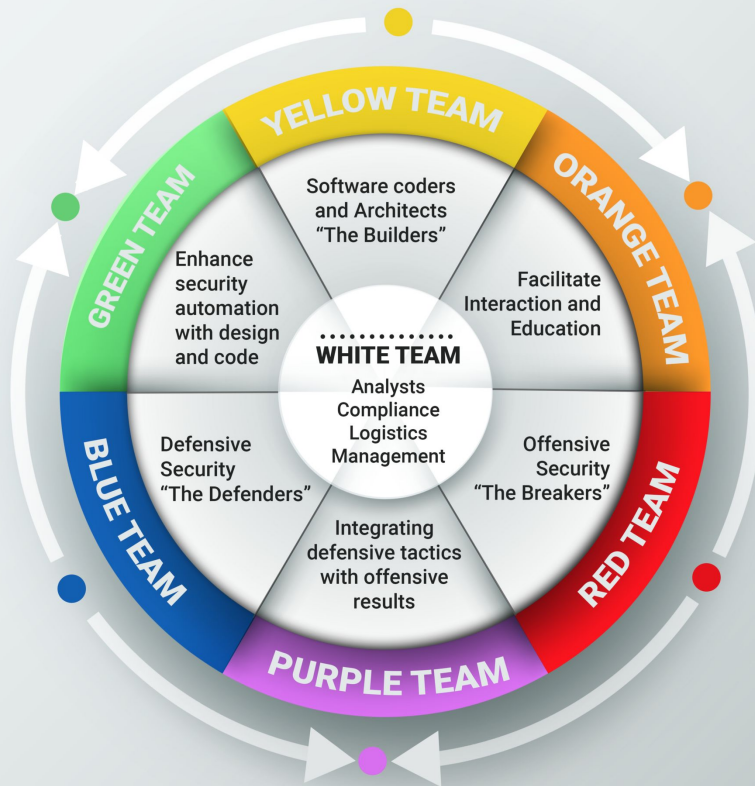 YELLOW TEAM
Software coders
and Architects
“The Builders”
ORANGE TEAM
Facilitate
Interaction and
Education
RED TEAM
Offensive
Security
“The Breakers”
PURPLE TEAM
Integrating
defensive tactics
with offensive
results
BLUE TEAM
Defensive
Security
“The Defenders”
GREEN TEAM
Enhance
security
automation
with design
and code
WHITE TEAM
Analysts
Compliance
Logistics
Management